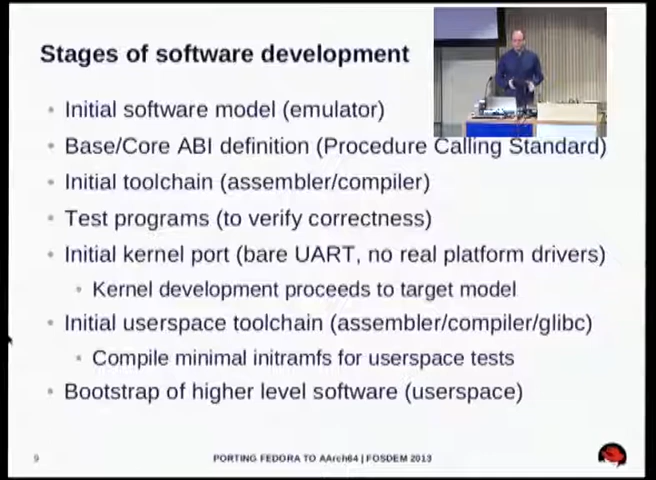 Stages of software development
Initial software model (emulator)
Base/Core ABI definition (Procedure Calling Standard)
Initial toolchain (assembler/compiler)
Test programs (to verify correctness)
Initial kernel port (bare UART, no real platform drivers)
Kernel development proceeds to target model
Initial userspace toolchain (assembler/compiler/glibc)
Compile minimal initramfs for userspace tests
Bootstrap of higher level software (userspace)
9 PORTING FEDORA TO AArch64 | FOSDEM 2013